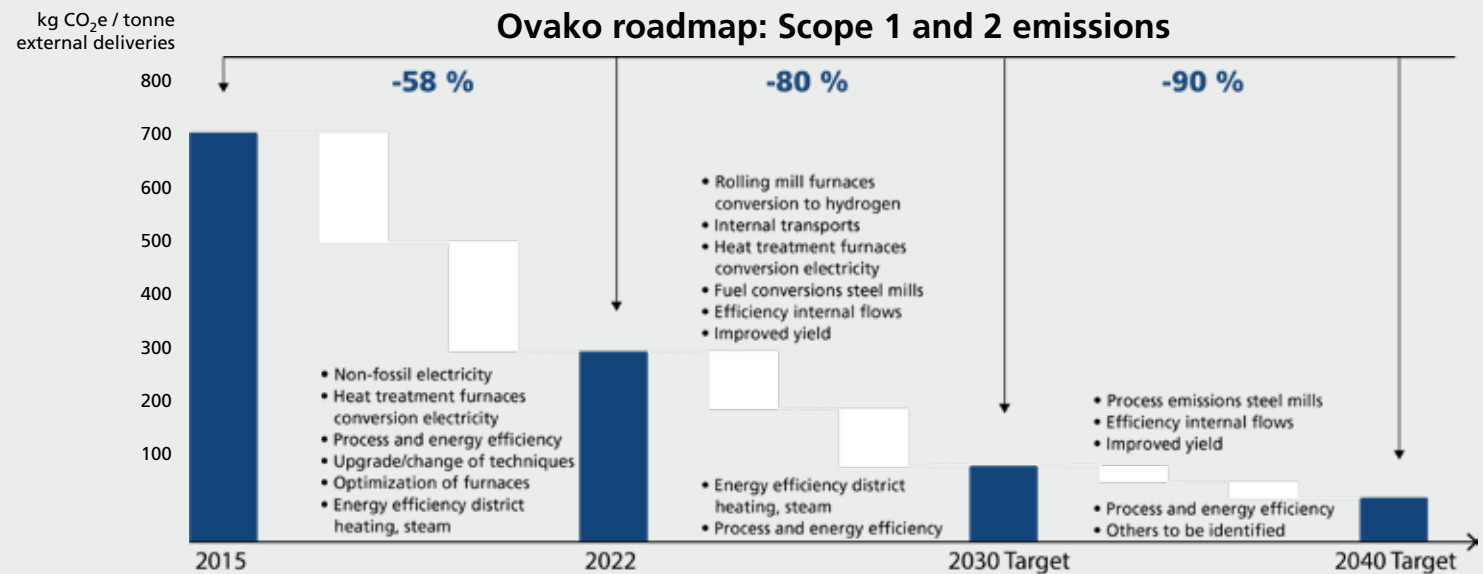 kg CO₂e / tonne
external deliveries
Ovako roadmap: Scope 1 and 2 emissions
800
700
600
500
400
300
200
100
-58 %
-80 %
-90 %
• Non-fossil electricity
• Heat treatment furnaces
conversion electricity
• Process and energy efficiency
• Upgrade/change of techniques
• Optimization of furnaces
• Energy efficiency district
heating, steam
• Rolling mill furnaces
conversion to hydrogen
• Internal transports
• Heat treatment furnaces
conversion electricity
• Fuel conversions steel mills
• Efficiency internal flows
• Improved yield
• Energy efficiency district
heating, steam
• Process and energy efficiency
• Process emissions steel mills
• Efficiency internal flows
• Improved yield
• Process and energy efficiency
• Others to be identified
2015
2022
2030 Target
2040 Target